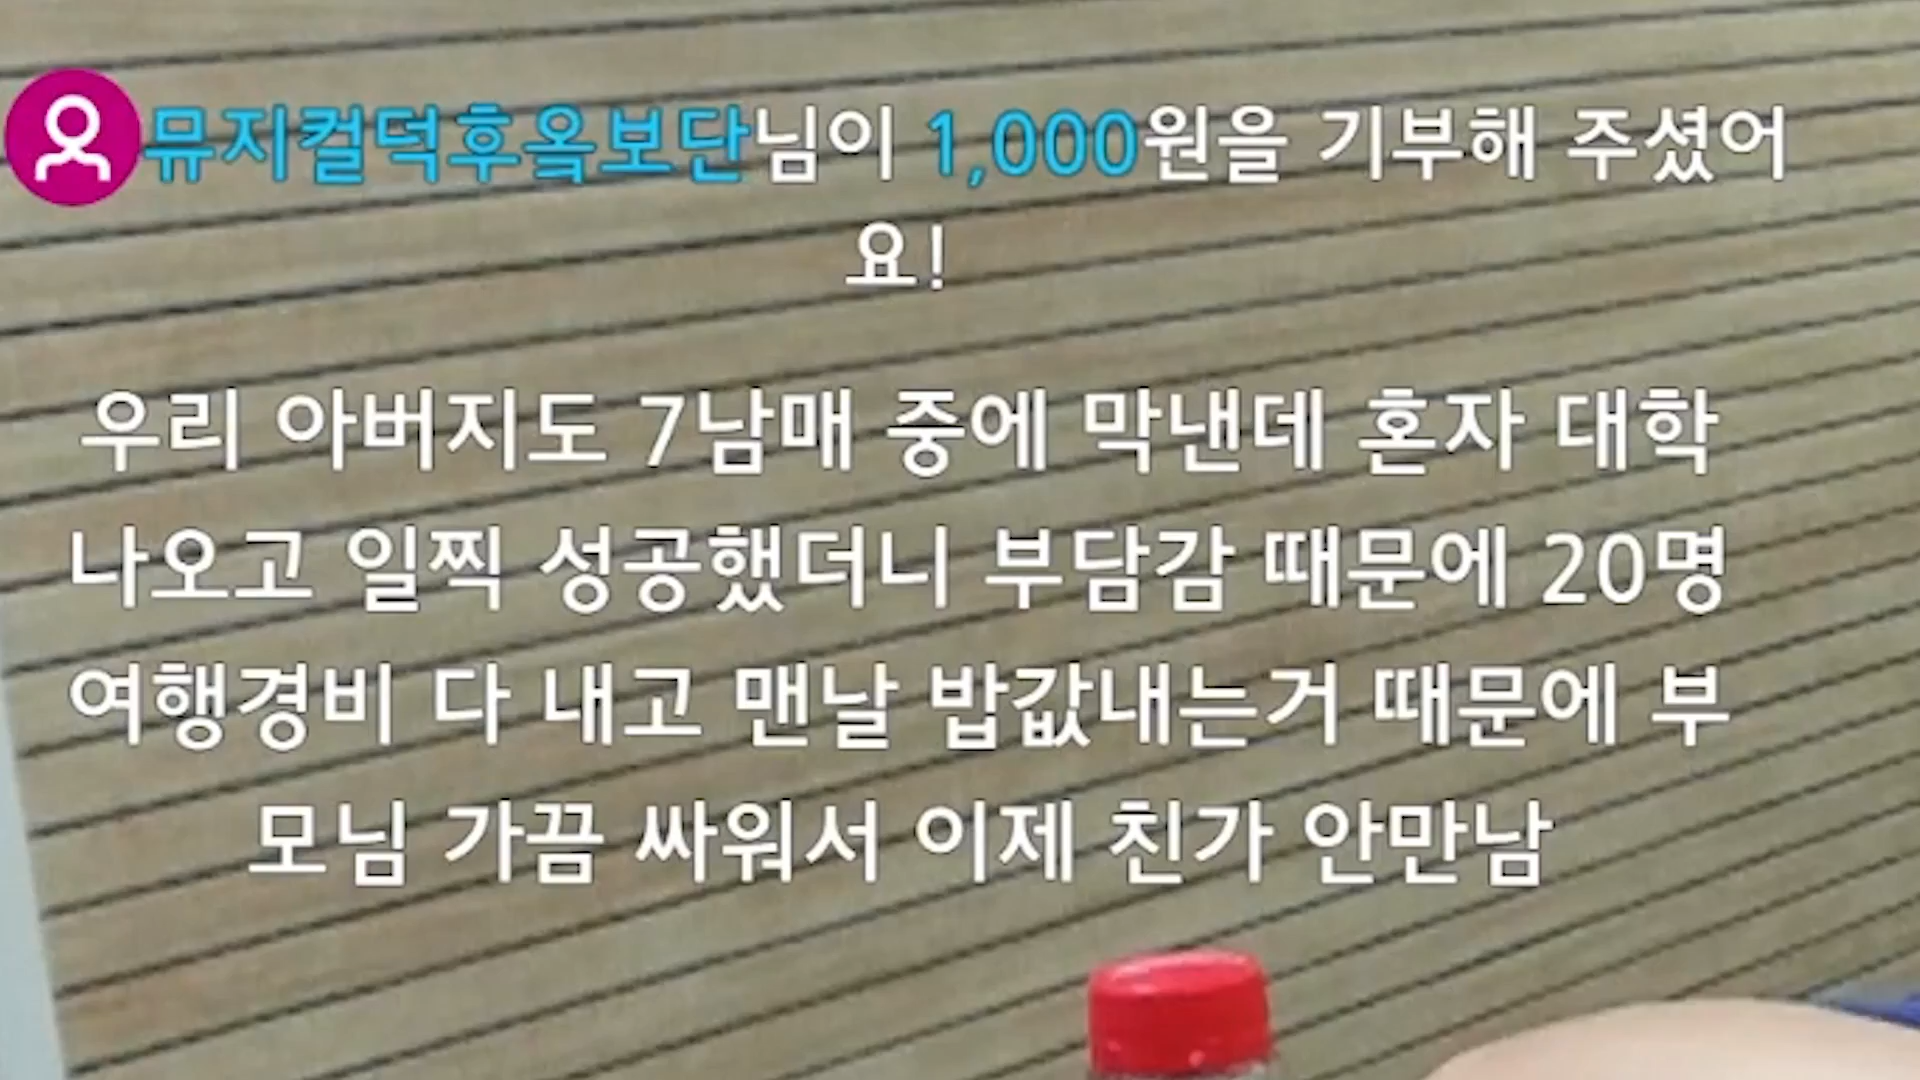 뮤지컬덕후옼보단님이 1,000원을 기부해 주셨어
요!
우리 아버지도 7남매 중에 막낸데 혼자 대학
나오고 일찍 성공했더니 부담감 때문에 20명
여행경비 다 내고 맨날 밥값내는거 때문에 부
모님 가끔 싸워서 이제 친가 안만남